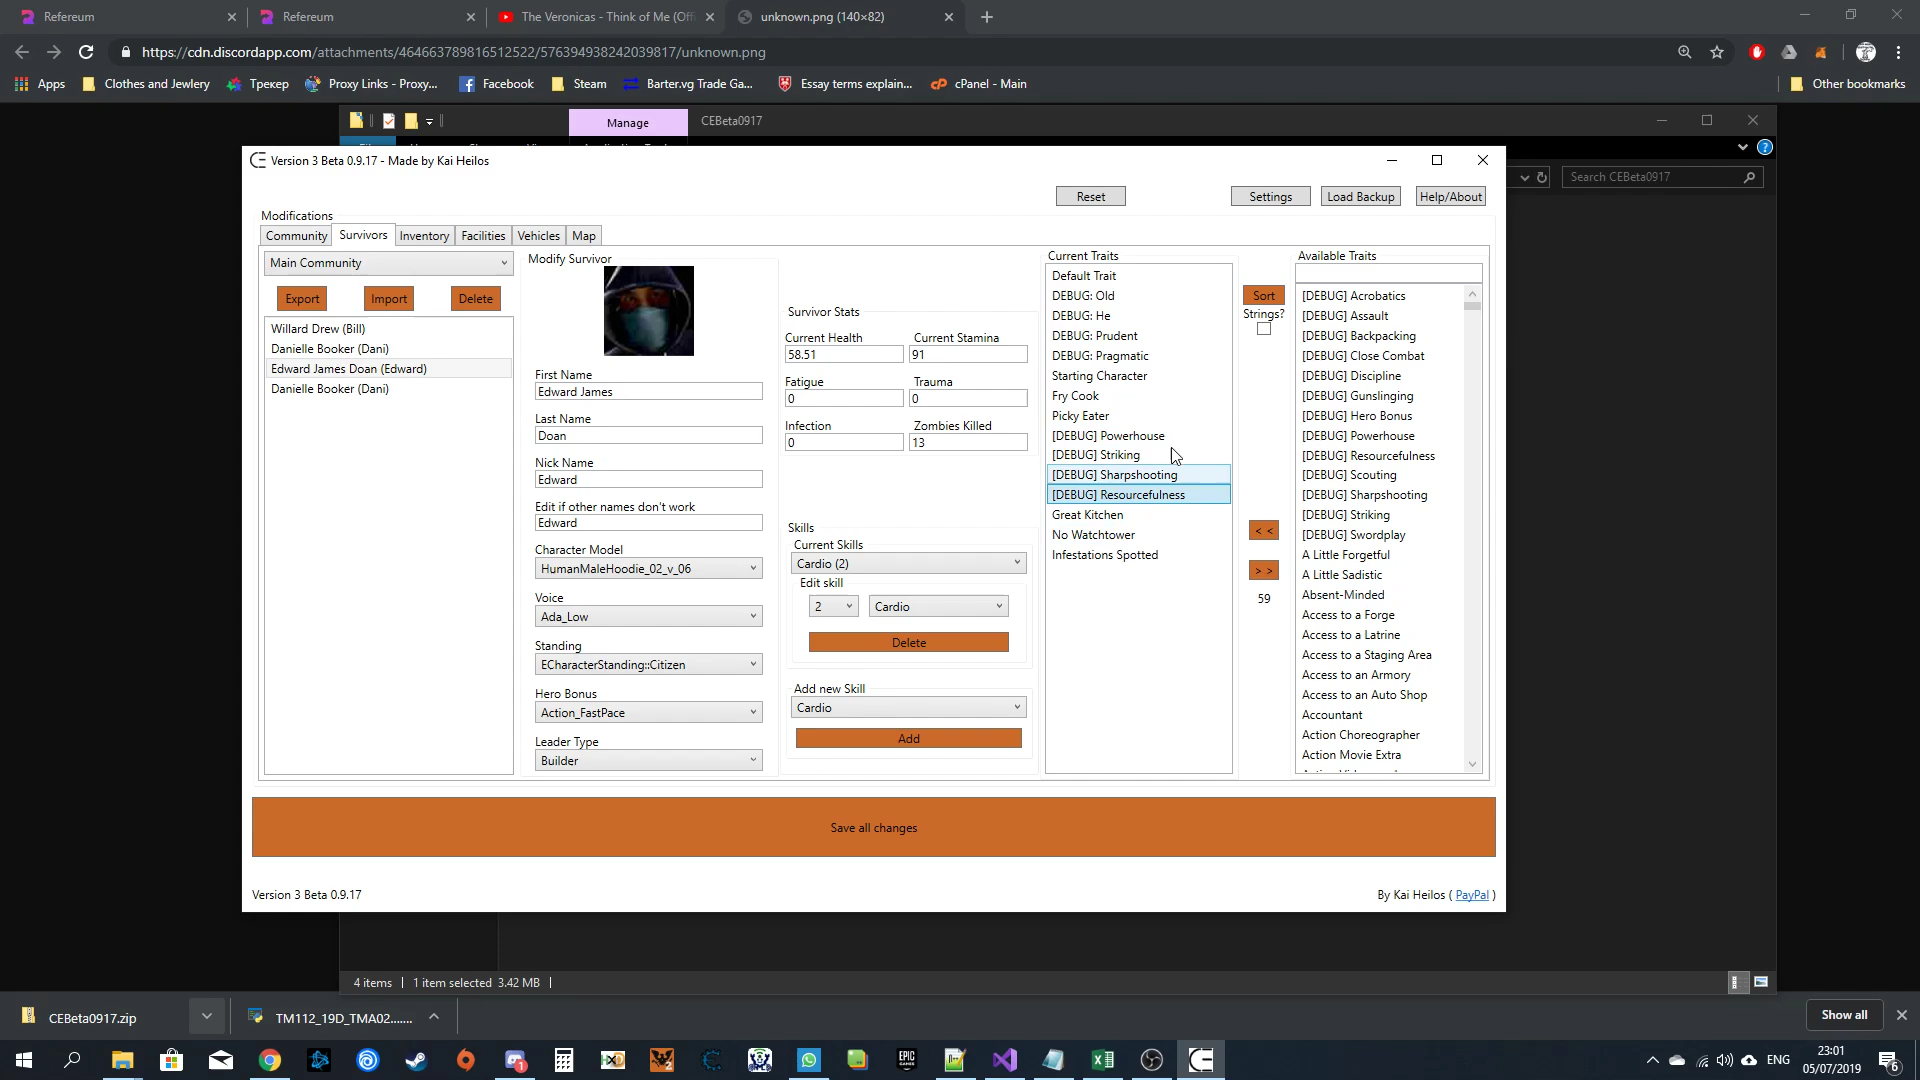 Refereum
Refereum
The Veronicas - Think of Me (Offi
unknown.png (140×82)
https://cdn.discordapp.com/attachments/464663789816512522/576394938242039817/unknown.png
Apps
Clothes and Jewlery
Трекер
Proxy Links - Proxy...
Facebook
Steam
Barter.vg Trade Ga...
Essay terms explain...
cPanel - Main
Other bookmarks
Manage
CEBeta0917
Search CEBeta0917
Version 3 Beta 0.9.17 - Made by Kai Heilos
Reset
Settings
Load Backup
Help/About
Modifications
Community
Survivors
Inventory
Facilities
Vehicles
Map
Main Community
Export
Import
Delete
Willard Drew (Bill)
Danielle Booker (Dani)
Edward James Doan (Edward)
Danielle Booker (Dani)
Modify Survivor
First Name
Edward James
Last Name
Doan
Nick Name
Edward
Edit if other names don't work
Edward
Character Model
HumanMaleHoodie_02_v_06
Voice
Ada_Low
Standing
ECharacterStanding::Citizen
Hero Bonus
Action_FastPace
Leader Type
Builder
Survivor Stats
Current Health
Current Stamina
58.51
91
Fatigue
Trauma
0
0
Infection
Zombies Killed
0
13
Skills
Current Skills
Cardio (2)
Edit skill
2
Cardio
Delete
Add new Skill
Cardio
Add
Current Traits
Default Trait
DEBUG: Old
DEBUG: He
DEBUG: Prudent
DEBUG: Pragmatic
Starting Character
Fry Cook
Picky Eater
[DEBUG] Powerhouse
[DEBUG] Striking
[DEBUG] Sharpshooting
[DEBUG] Resourcefulness
Great Kitchen
No Watchtower
Infestations Spotted
Sort
Strings?
< <
> >
59
Available Traits
[DEBUG] Acrobatics
[DEBUG] Assault
[DEBUG] Backpacking
[DEBUG] Close Combat
[DEBUG] Discipline
[DEBUG] Gunslinging
[DEBUG] Hero Bonus
[DEBUG] Powerhouse
[DEBUG] Resourcefulness
[DEBUG] Scouting
[DEBUG] Sharpshooting
[DEBUG] Striking
[DEBUG] Swordplay
A Little Forgetful
A Little Sadistic
Absent-Minded
Access to a Forge
Access to a Latrine
Access to a Staging Area
Access to an Armory
Access to an Auto Shop
Accountant
Action Choreographer
Action Movie Extra
Save all changes
Version 3 Beta 0.9.17
By Kai Heilos ( PayPal )
4 items
1 item selected 3.42 MB
CEBeta0917.zip
TM112_19D_TMA02.......
Show all
ENG
23:01
05/07/2019
6